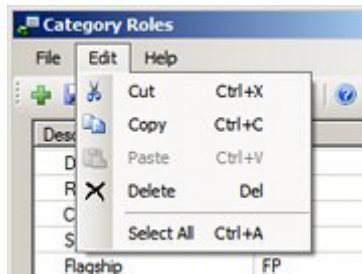 Category Roles
File Edit Help
Cut Ctrl+X
Copy Ctrl+C
Paste Ctrl+V
Delete Del
Select All Ctrl+A
Flagship FP